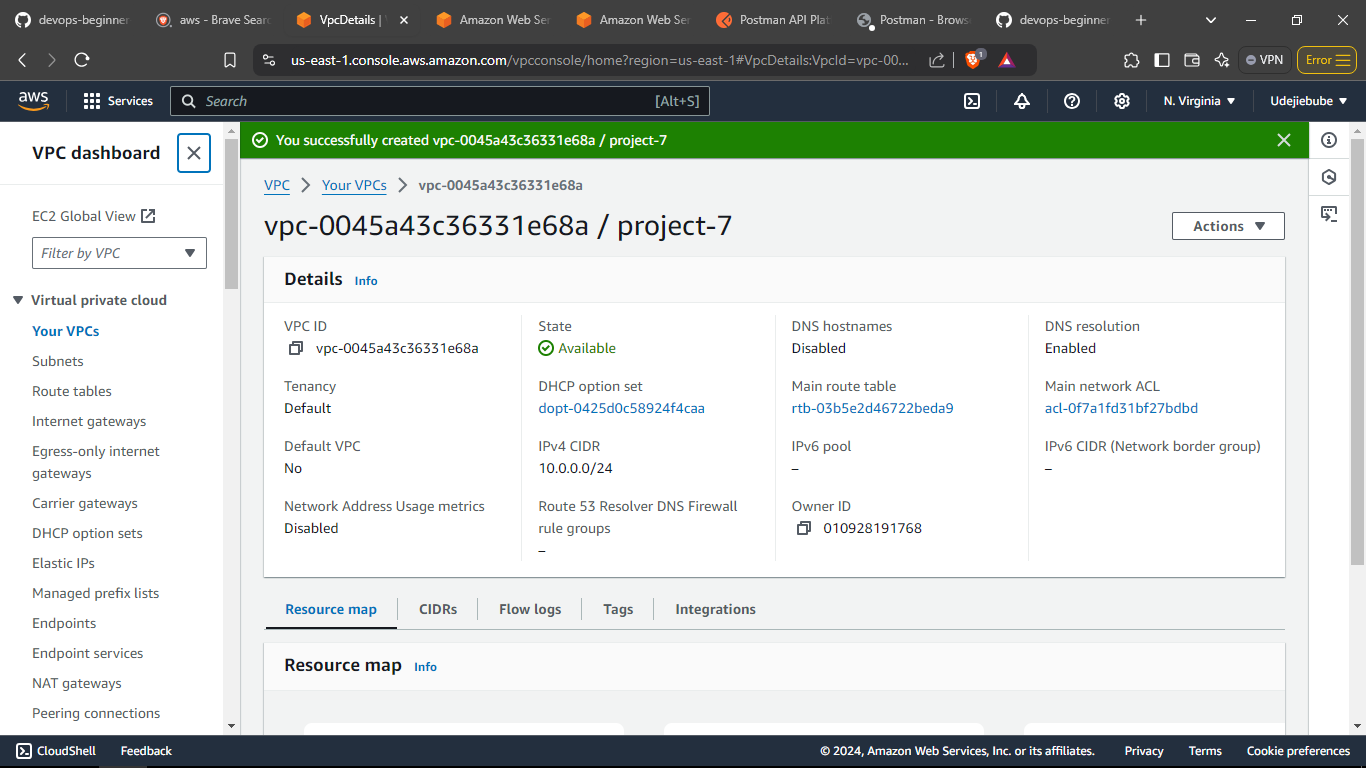 devops-beginner
aws - Brave Sear
VpcDetails |
Amazon Web Se
Amazon Web Se
Postman API Pla
Postman - Brows
devops-beginner
us-east-1.console.aws.amazon.com/vpcconsole/home?region=us-east-1#VpcDetails:VpcId=vpc-00...
1
VPN
Error
aws
Services
Search
[Alt+S]
N. Virginia
Udejiebube
VPC dashboard
EC2 Global View
Filter by VPC
Virtual private cloud
Your VPCs
Subnets
Route tables
Internet gateways
Egress-only internet
gateways
Carrier gateways
DHCP option sets
Elastic IPs
Managed prefix lists
Endpoints
Endpoint services
NAT gateways
Peering connections
You successfully created vpc-0045a43c36331e68a / project-7
VPC
Your VPCs
vpc-0045a43c36331e68a
vpc-0045a43c36331e68a / project-7
Actions
Details Info
VPC ID
vpc-0045a43c36331e68a
State
Available
DNS hostnames
Disabled
DNS resolution
Enabled
Tenancy
Default
DHCP option set
dopt-0425d0c58924f4caa
Main route table
rtb-03b5e2d46722beda9
Main network ACL
acl-0f7a1fd31bf27bdbd
Default VPC
No
IPv4 CIDR
10.0.0.0/24
IPv6 pool
–
IPv6 CIDR (Network border group)
–
Network Address Usage metrics
Disabled
Route 53 Resolver DNS Firewall
rule groups
–
Owner ID
010928191768
Resource map
CIDRs
Flow logs
Tags
Integrations
Resource map Info
CloudShell
Feedback
© 2024, Amazon Web Services, Inc. or its affiliates.
Privacy
Terms
Cookie preferences